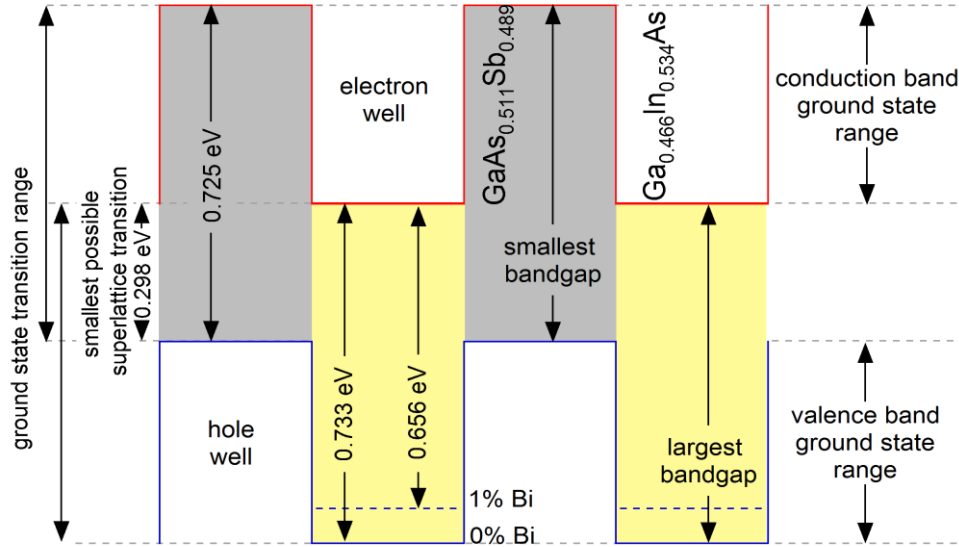 ground state transition range
smallest possible
superlattice transition
0.298 eV
0.725 eV
electron
well
GaAs0.511Sb0.489
Ga0.466In0.534As
conduction band
ground state
range
smallest
bandgap
0.733 eV
0.656 eV
hole
well
largest
bandgap
valence band
ground state
range
1% Bi
0% Bi